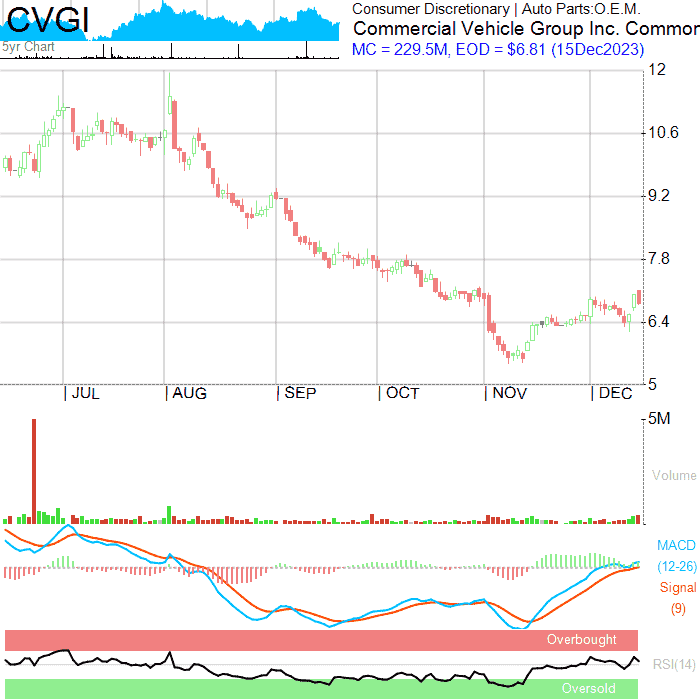 CVGI
5yr Chart
Consumer Discretionary | Auto Parts:O.E.M.
Commercial Vehicle Group Inc. Common
MC = 229.5M, EOD = $6.81 (15Dec2023)
12
10.6
9.2
7.8
6.4
5
| JUL | AUG | SEP | OCT | NOV | DEC
5M
Volume
MACD
(12-26)
Signal
(9)
Overbought
RSI(14)
Oversold